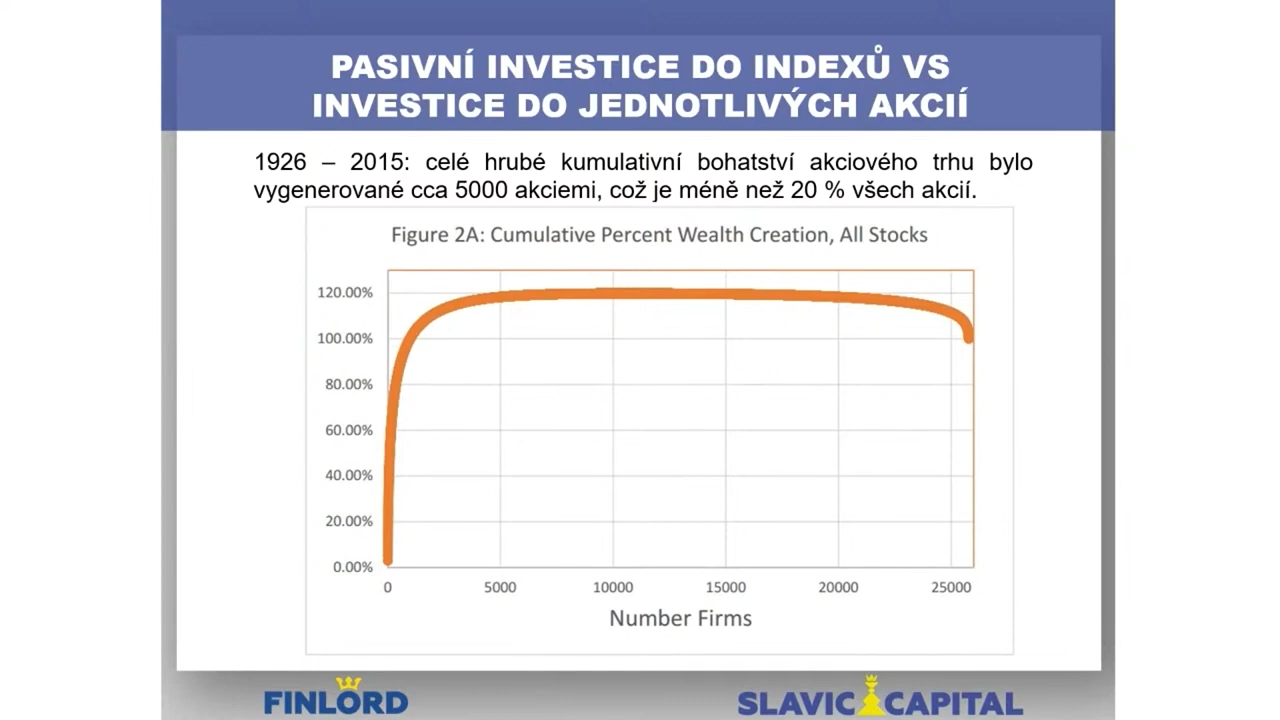 PASIVNÍ INVESTICE DO INDEXŮ VS
INVESTICE DO JEDNOTLIVÝCH AKCIÍ
1926 – 2015: celé hrubé kumulativní bohatství akciového trhu bylo
vygenerované cca 5000 akciemi, což je méně než 20 % všech akcií.
Figure 2A: Cumulative Percent Wealth Creation, All Stocks
120.00%
100.00%
80.00%
60.00%
40.00%
20.00%
0.00%
0 5000 10000 15000 20000 25000
Number Firms
FINLORD
SLAVIC CAPITAL